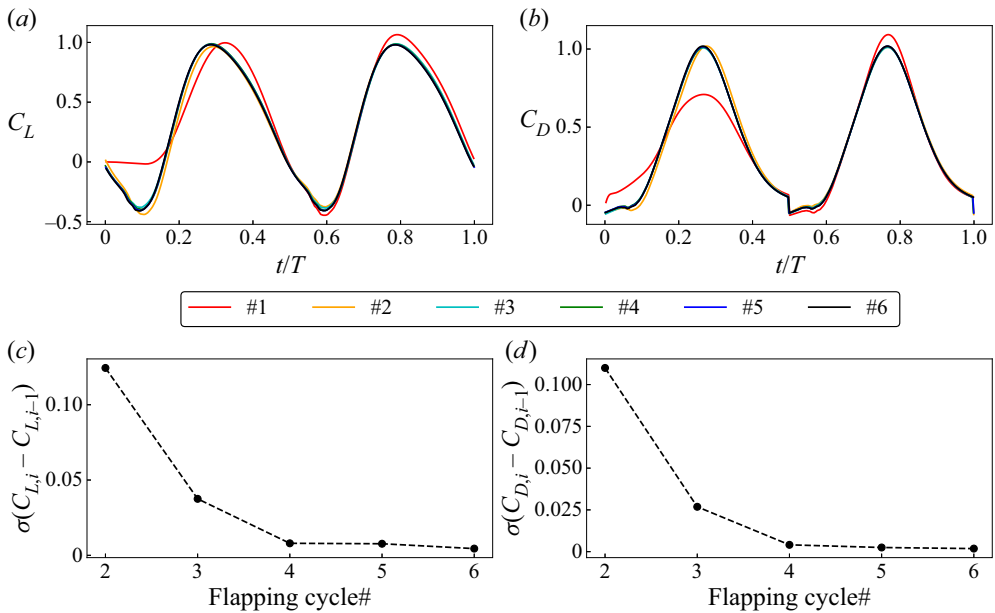 (a)
(b)
1.0
0.5
0
–0.5
C_L
0
0.2
0.4
0.6
0.8
1.0
t/T
1.0
0.5
0
C_D
0
0.2
0.4
0.6
0.8
1.0
t/T
#1 #2 #3 #4 #5 #6
(c)
(d)
0.10
0.05
0
σ(C_{L,i} – C_{L,i–1})
2 3 4 5 6
Flapping cycle#
0.100
0.075
0.050
0.025
0
σ(C_{D,i} – C_{D,i–1})
2 3 4 5 6
Flapping cycle#